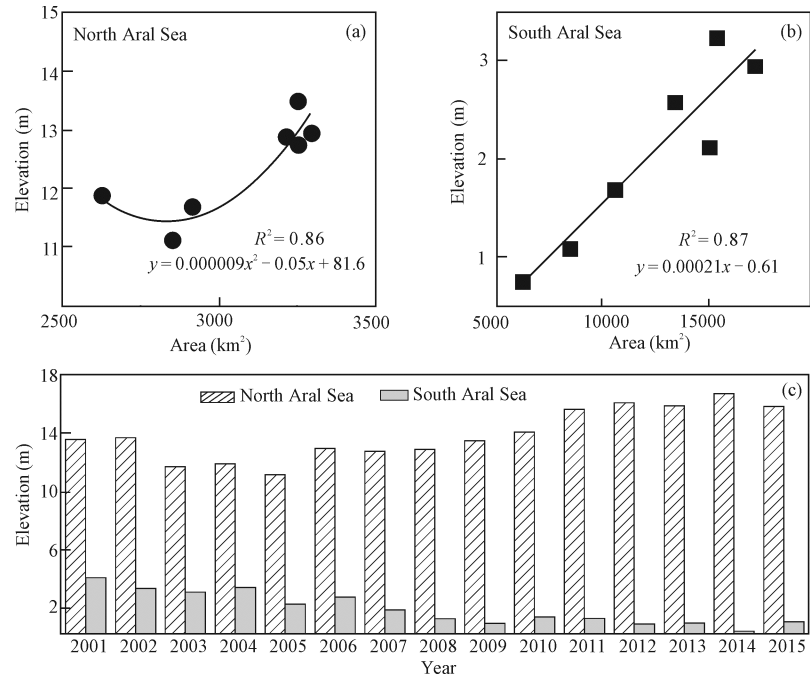 15
14
13
12
11
Elevation (m)
North Aral Sea
(a)
R² = 0.86
y = 0.000009x² − 0.05x + 81.6
2500
3000
3500
Area (km²)
3
2
1
Elevation (m)
South Aral Sea
(b)
R² = 0.87
y = 0.00021x − 0.61
5000
10000
15000
Area (km²)
18
14
10
6
2
Elevation (m)
North Aral Sea
South Aral Sea
(c)
2001 2002 2003 2004 2005 2006 2007 2008 2009 2010 2011 2012 2013 2014 2015
Year